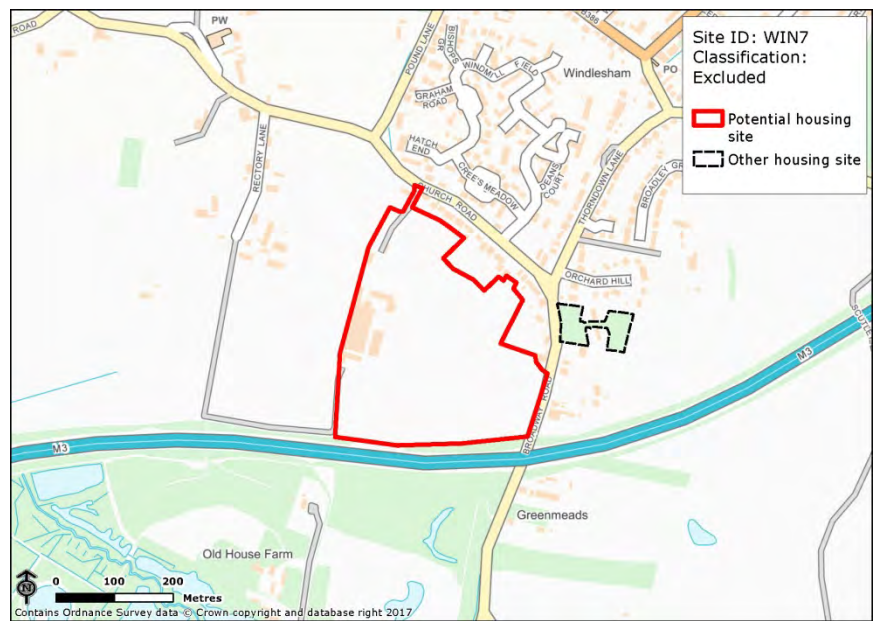 Site ID: WIN7
Classification:
Excluded
Potential housing
site
Other housing site
ROAD
PW
POUND LANE
BISHOPS
GR
WINDMILL
FIELD
Windlesham
B386
PO
GRAHAM
ROAD
HATCH
END
CREE'S MEADOW
DEANS
COURT
THORNDOWN LANE
BROADLEY GR
RECTORY LANE
CHURCH ROAD
ORCHARD HILL
BROADWAY ROAD
M3
M3
Greenmeads
Old House Farm
N
0 100 200
Metres
Contains Ordnance Survey data © Crown copyright and database right 2017